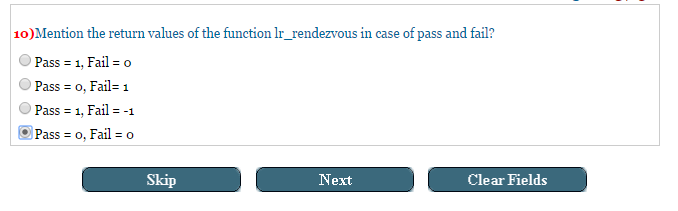 10)Mention the return values of the function lr_rendezvous in case of pass and fail?
Pass = 1, Fail = 0
Pass = 0, Fail= 1
Pass = 1, Fail = -1
Pass = 0, Fail = 0
Skip Next Clear Fields